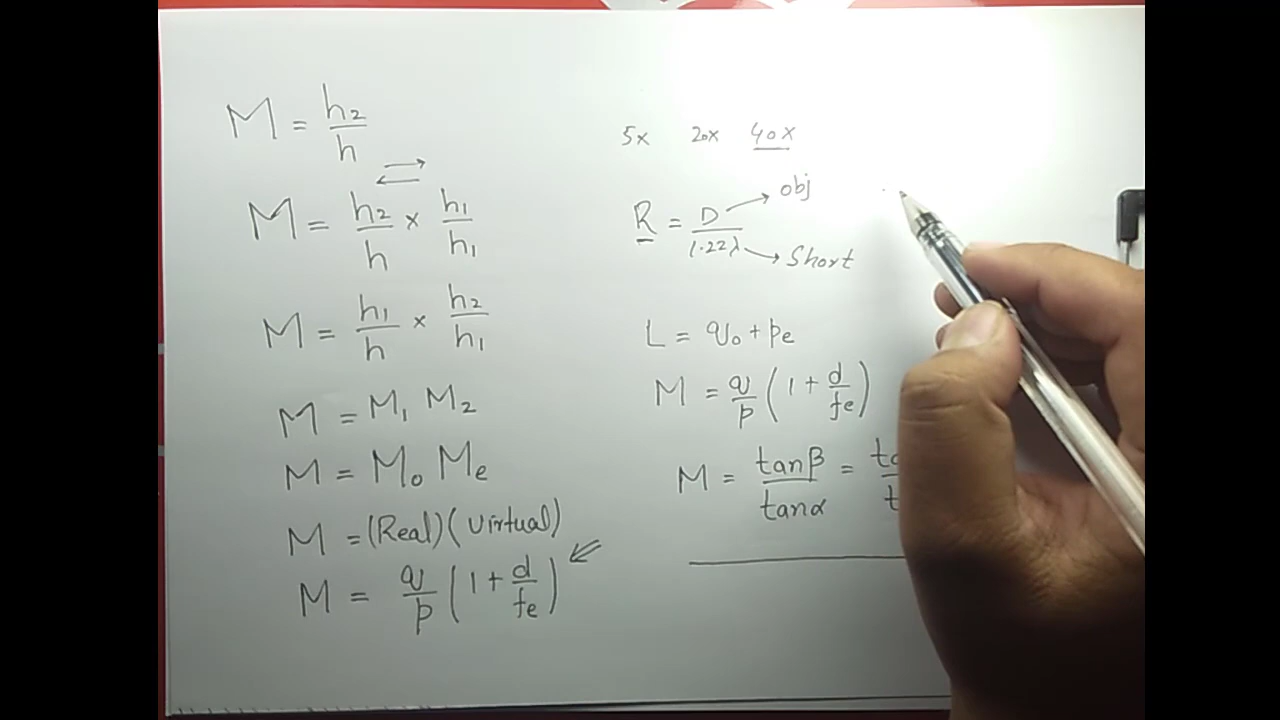 M = h₂/h
M = h₂/h × h₁/h₁
M = h₁/h × h₂/h₁
M = M₁ M₂
M = M₀ Mₑ
M = (Real)(Virtual)
M = q/p (1 + d/fe)
5x 20x 40x
R = D/1.22λ
obj
Short
L = q₀ + pₑ
M = q/p (1 + d/fe)
M = tanβ/tanα =